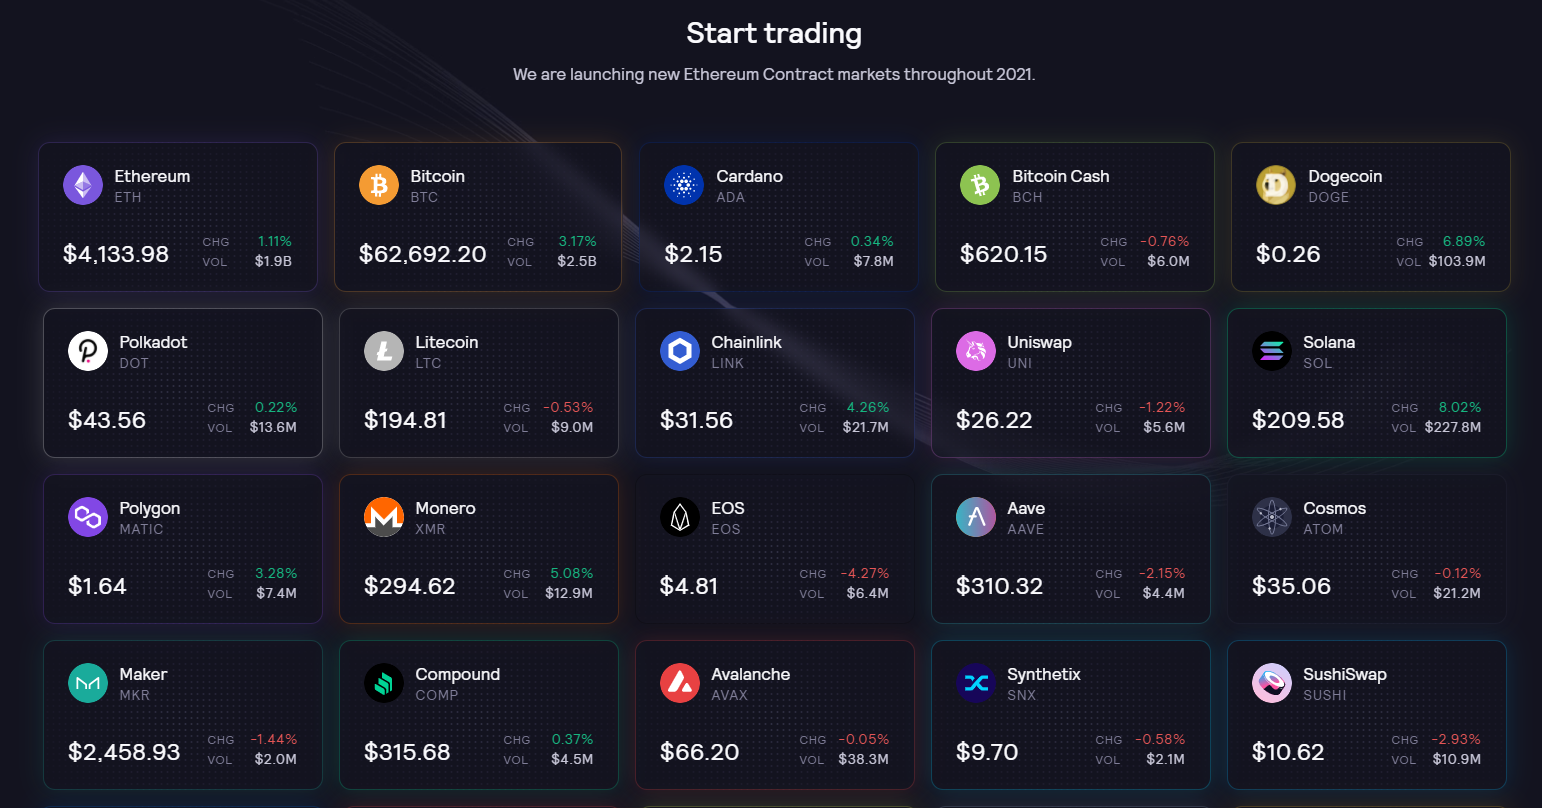 Start trading
We are launching new Ethereum Contract markets throughout 2021.
Ethereum
ETH
$4,133.98
CHG 1.11%
VOL $1.9B
Bitcoin
BTC
$62,692.20
CHG 3.17%
VOL $2.5B
Cardano
ADA
$2.15
CHG 0.34%
VOL $7.8M
Bitcoin Cash
BCH
$620.15
CHG -0.76%
VOL $6.0M
Dogecoin
DOGE
$0.26
CHG 6.89%
VOL $103.9M
Polkadot
DOT
$43.56
CHG 0.22%
VOL $13.6M
Litecoin
LTC
$194.81
CHG -0.53%
VOL $9.0M
Chainlink
LINK
$31.56
CHG 4.26%
VOL $21.7M
Uniswap
UNI
$26.22
CHG -1.22%
VOL $5.6M
Solana
SOL
$209.58
CHG 8.02%
VOL $227.8M
Polygon
MATIC
$1.64
CHG 3.28%
VOL $7.4M
Monero
XMR
$294.62
CHG 5.08%
VOL $12.9M
EOS
EOS
$4.81
CHG -4.27%
VOL $6.4M
Aave
AAVE
$310.32
CHG -2.15%
VOL $4.4M
Cosmos
ATOM
$35.06
CHG -0.12%
VOL $21.2M
Maker
MKR
$2,458.93
CHG -1.44%
VOL $2.0M
Compound
COMP
$315.68
CHG 0.37%
VOL $4.5M
Avalanche
AVAX
$66.20
CHG -0.05%
VOL $38.3M
Synthetix
SNX
$9.70
CHG -0.58%
VOL $2.1M
SushiSwap
SUSHI
$10.62
CHG -2.93%
VOL $10.9M